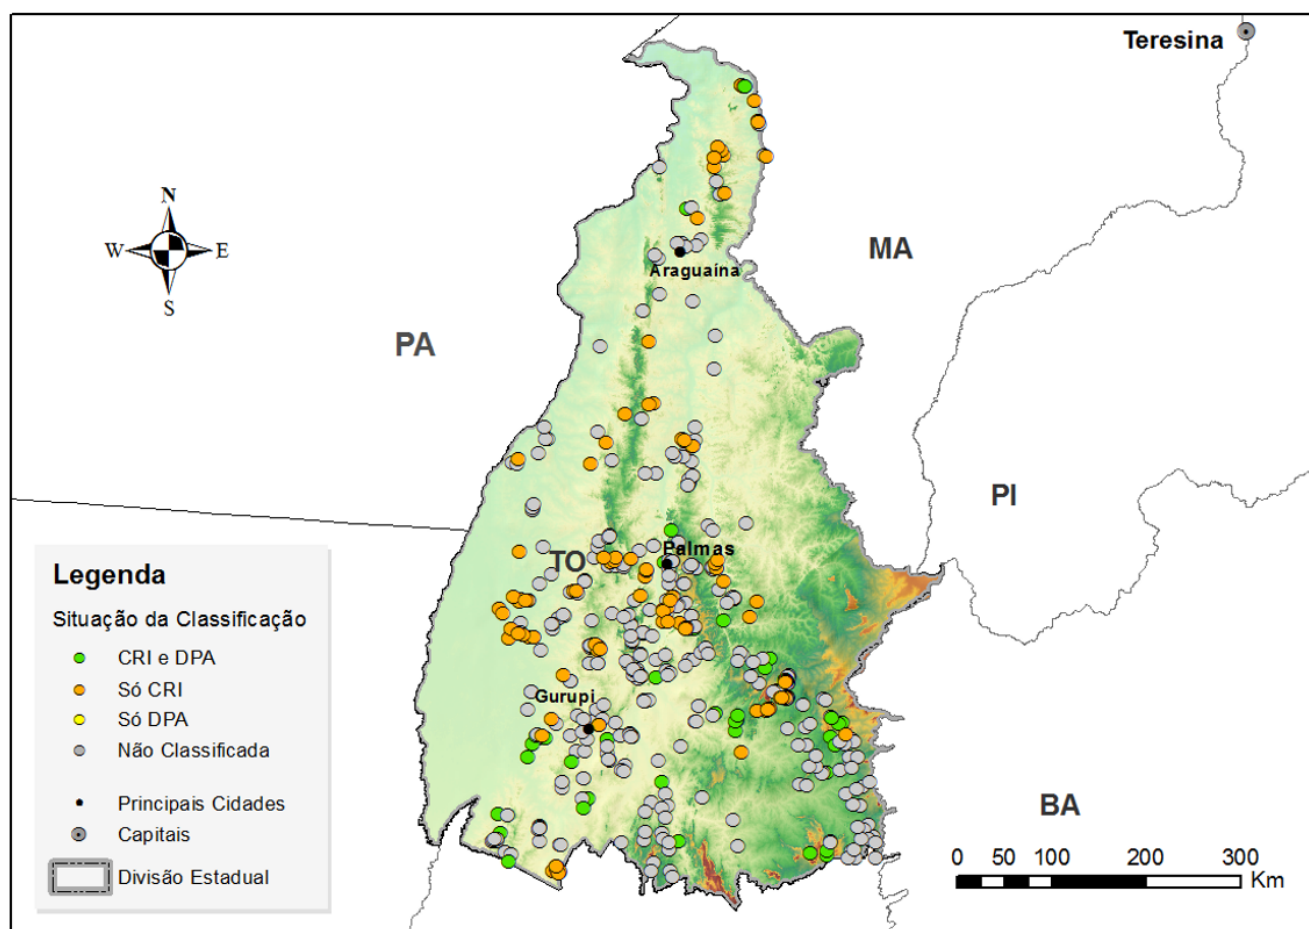 Teresina
N
W
E
S
MA
Araguaína
PA
PI
TO
Palmas
Gurupi
BA
Legenda
Situação da Classificação
CRI e DPA
Só CRI
Só DPA
Não Classificada
Principais Cidades
Capitais
Divisão Estadual
0 50 100 200 300
Km